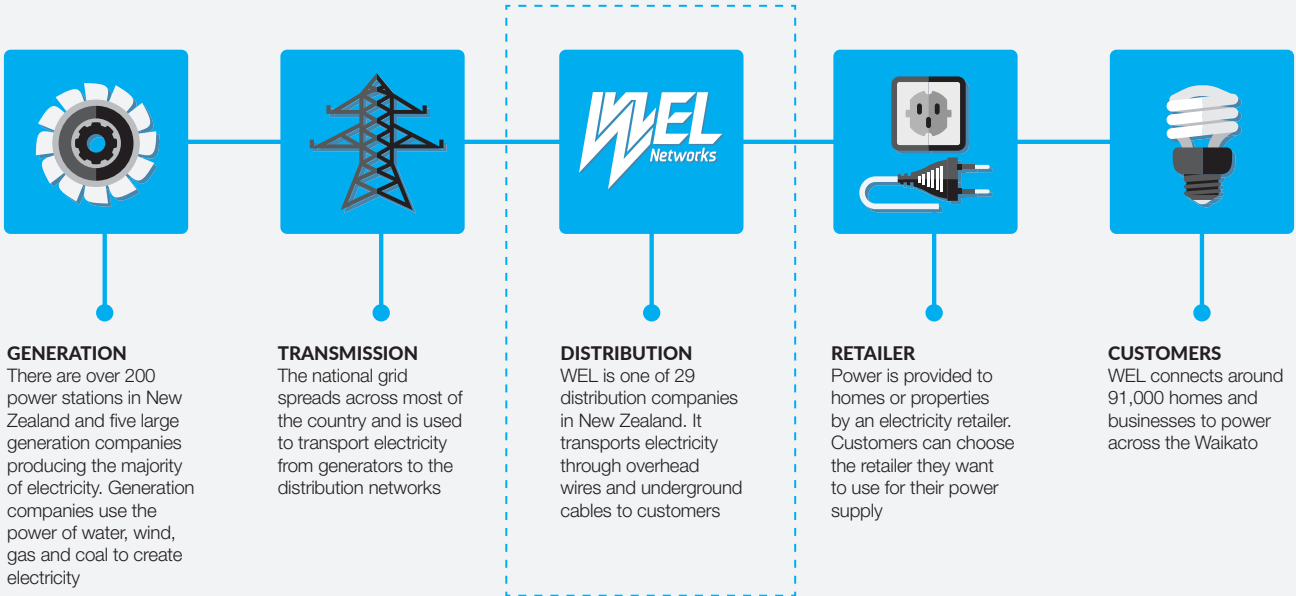 WEL
Networks
GENERATION
There are over 200
power stations in New
Zealand and five large
generation companies
producing the majority
of electricity. Generation
companies use the
power of water, wind,
gas and coal to create
electricity
TRANSMISSION
The national grid
spreads across most of
the country and is used
to transport electricity
from generators to the
distribution networks
DISTRIBUTION
WEL is one of 29
distribution companies
in New Zealand. It
transports electricity
through overhead
wires and underground
cables to customers
RETAILER
Power is provided to
homes or properties
by an electricity retailer.
Customers can choose
the retailer they want
to use for their power
supply
CUSTOMERS
WEL connects around
91,000 homes and
businesses to power
across the Waikato